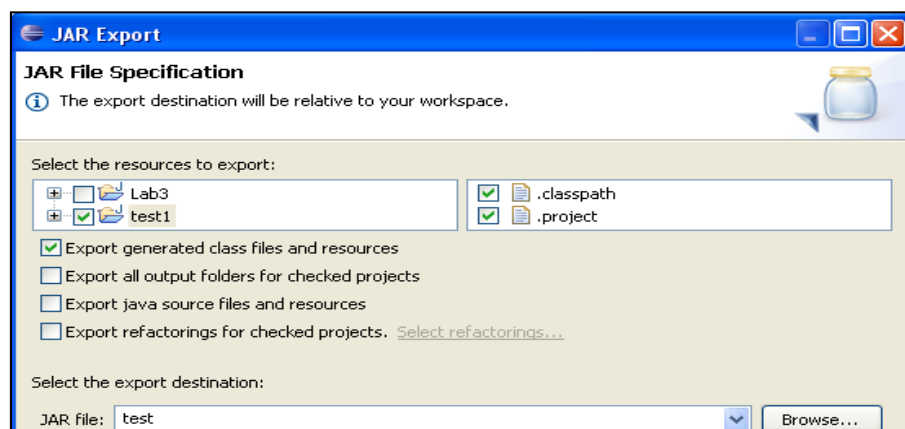 JAR Export
JAR File Specification
The export destination will be relative to your workspace.
Select the resources to export:
Lab3
test1
.classpath
.project
Export generated class files and resources
Export all output folders for checked projects
Export java source files and resources
Export refactorings for checked projects. Select refactorings...
Select the export destination:
JAR file: test Browse...